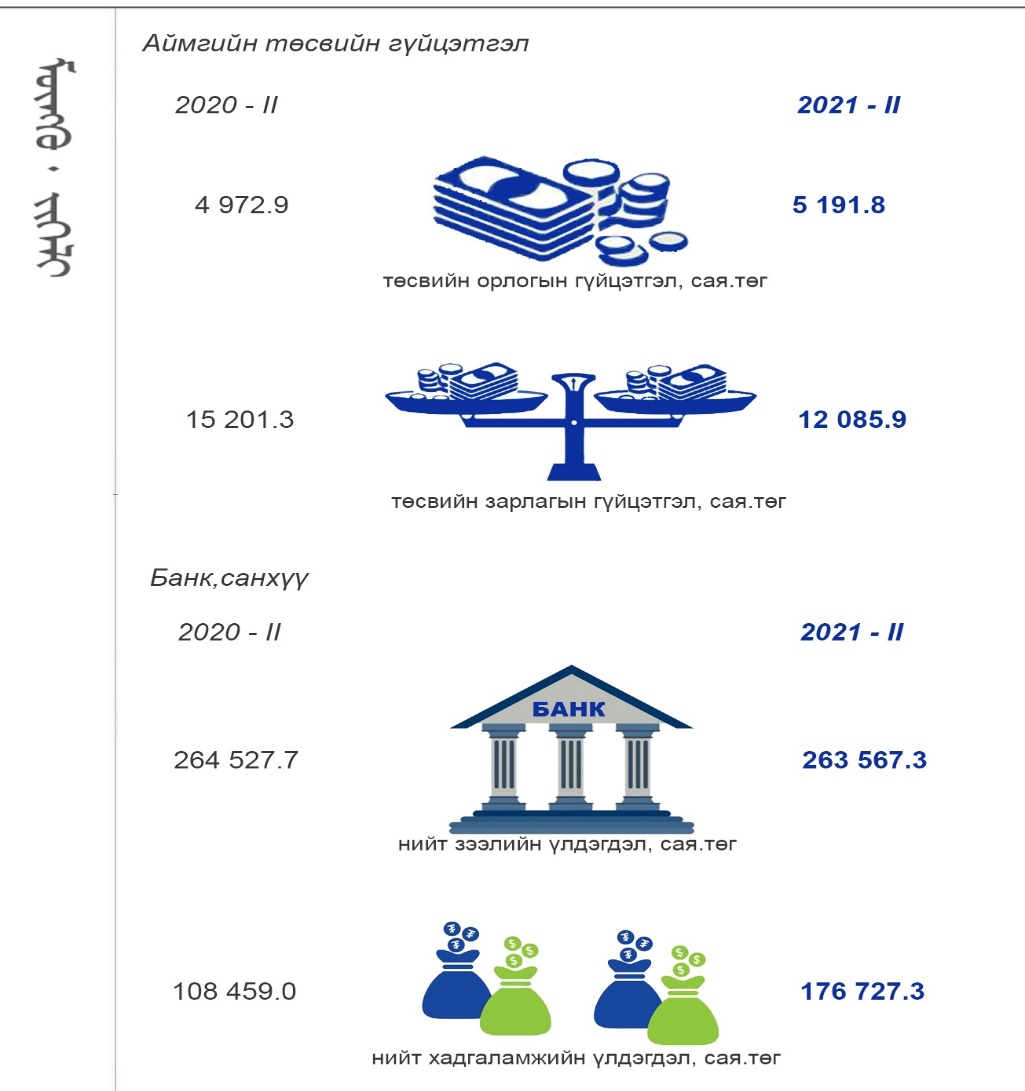 Аймгийн төсвийн гүйцэтгэл
2020 - II
2021 - II
4 972.9
5 191.8
төсвийн орлогын гүйцэтгэл, сая.төг
15 201.3
12 085.9
төсвийн зарлагын гүйцэтгэл, сая.төг
Банк,санхүү
2020 - II
2021 - II
БАНК
264 527.7
263 567.3
нийт зээлийн үлдэгдэл, сая.төг
108 459.0
176 727.3
нийт хадгаламжийн үлдэгдэл, сая.төг